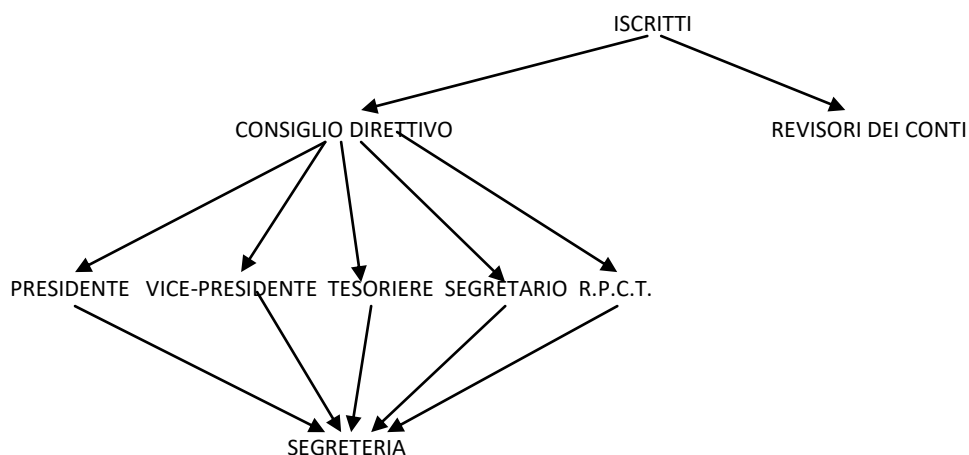 ISCRITTI
CONSIGLIO DIRETTIVO REVISORI DEI CONTI
PRESIDENTE VICE-PRESIDENTE TESORIERE SEGRETARIO R.P.C.T.
SEGRETERIA